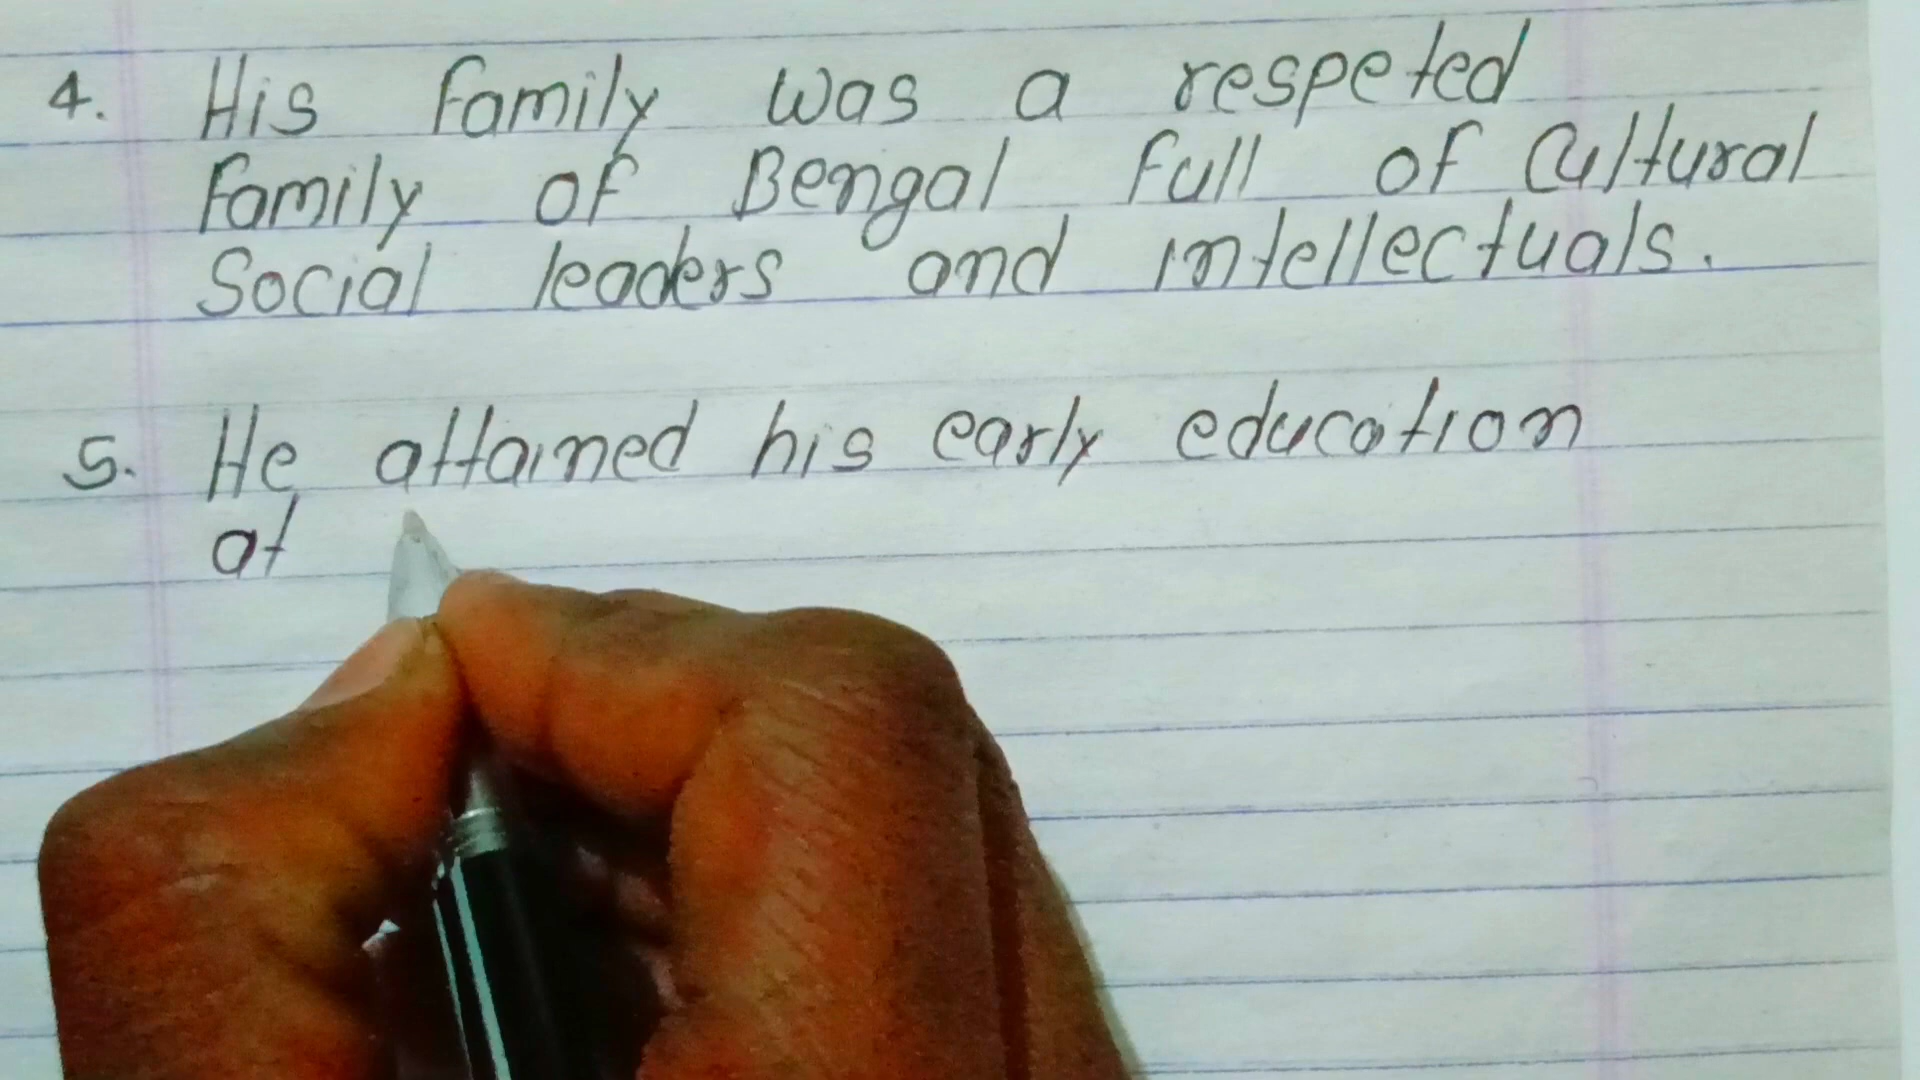 4. His family was a respeted
family of Bengal full of Cultural
Social leaders and intellectuals.
5. He attained his early education
at